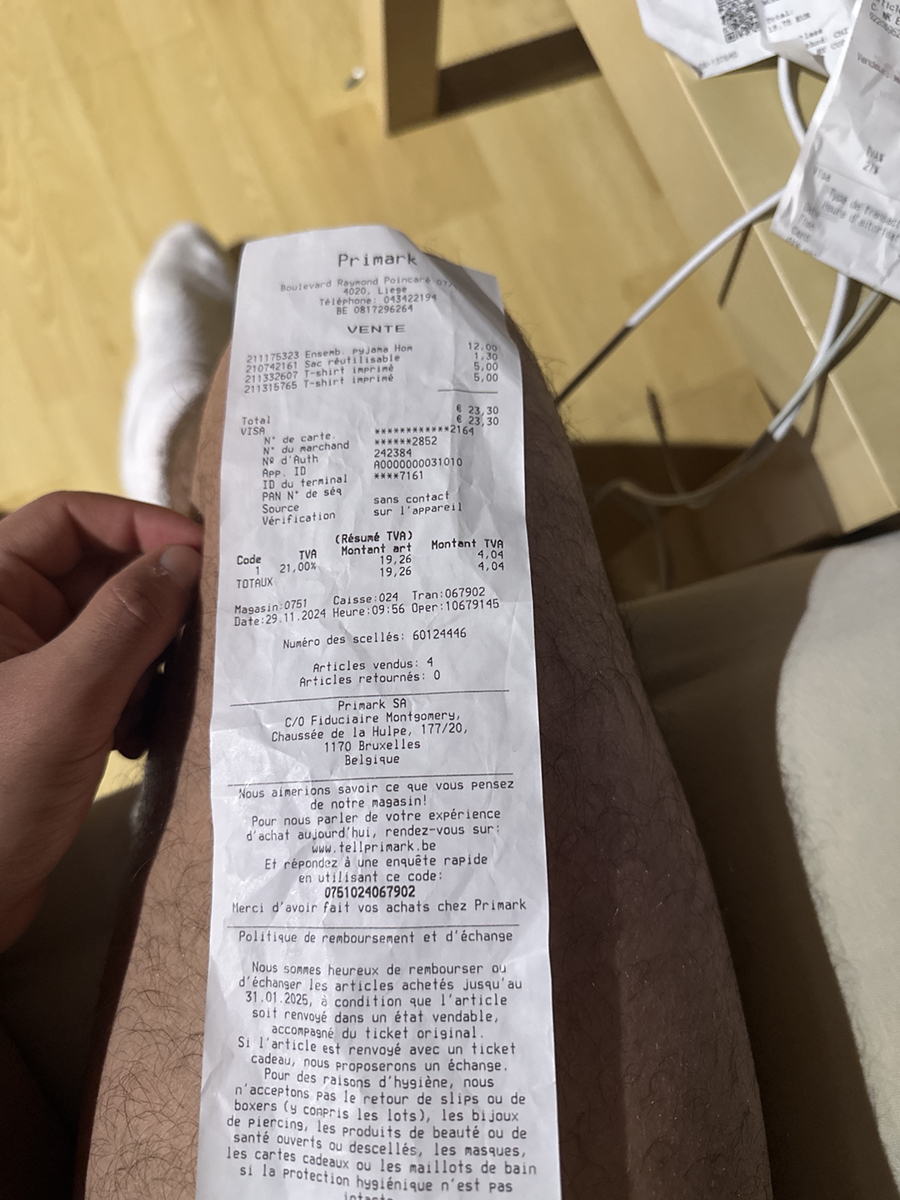 Primark
Boulevard Raymond Poincaré
4020, Liege
Téléphone: 043422194
BE 0817296264
VENTE
211175323 Ensemb. pyjama Hom 12,00
210742161 Sac réutilisable 1,30
211332607 T-shirt imprimé 5,00
211315765 T-shirt imprimé 5,00
Total € 23,30
VISA € 23,30
N° de carte. ************2164
N° du marchand ******2852
Nº d'Auth 242384
App. ID A0000000031010
ID du terminal ****7161
PAN N° de séq
Source sans contact
Vérification sur l'appareil
(Résumé TVA)
Code TVA Montant art Montant TVA
1 21,00% 19,26 4,04
TOTAUX 19,26 4,04
Magasin:0751 Caisse:024 Tran:067902
Date:29.11.2024 Heure:09:56 Oper:10679145
Numéro des scellés: 60124446
Articles vendus: 4
Articles retournés: 0
Primark SA
C/O Fiduciaire Montgomery,
Chaussée de la Hulpe, 177/20,
1170 Bruxelles
Belgique
Nous aimerions savoir ce que vous pensez
de notre magasin!
Pour nous parler de votre expérience
d'achat aujourd'hui, rendez-vous sur:
www.tellprimark.be
Et répondez à une enquête rapide
en utilisant ce code:
0751024067902
Merci d'avoir fait vos achats chez Primark
Politique de remboursement et d'échange
Nous sommes heureux de rembourser ou
d'échanger les articles achetés jusqu'au
31.01.2025, à condition que l'article
soit renvoyé dans un état vendable,
accompagné du ticket original.
Si l'article est renvoyé avec un ticket
cadeau, nous proposerons un échange.
Pour des raisons d'hygiène, nous
n'acceptons pas le retour de slips ou de
boxers (y compris les lots), les bijoux
de piercing, les produits de beauté ou de
santé ouverts ou descellés, les masques,
les cartes cadeaux ou les maillots de bain
si la protection hygiénique n'est pas
Total:
TVA%
21%
Visa